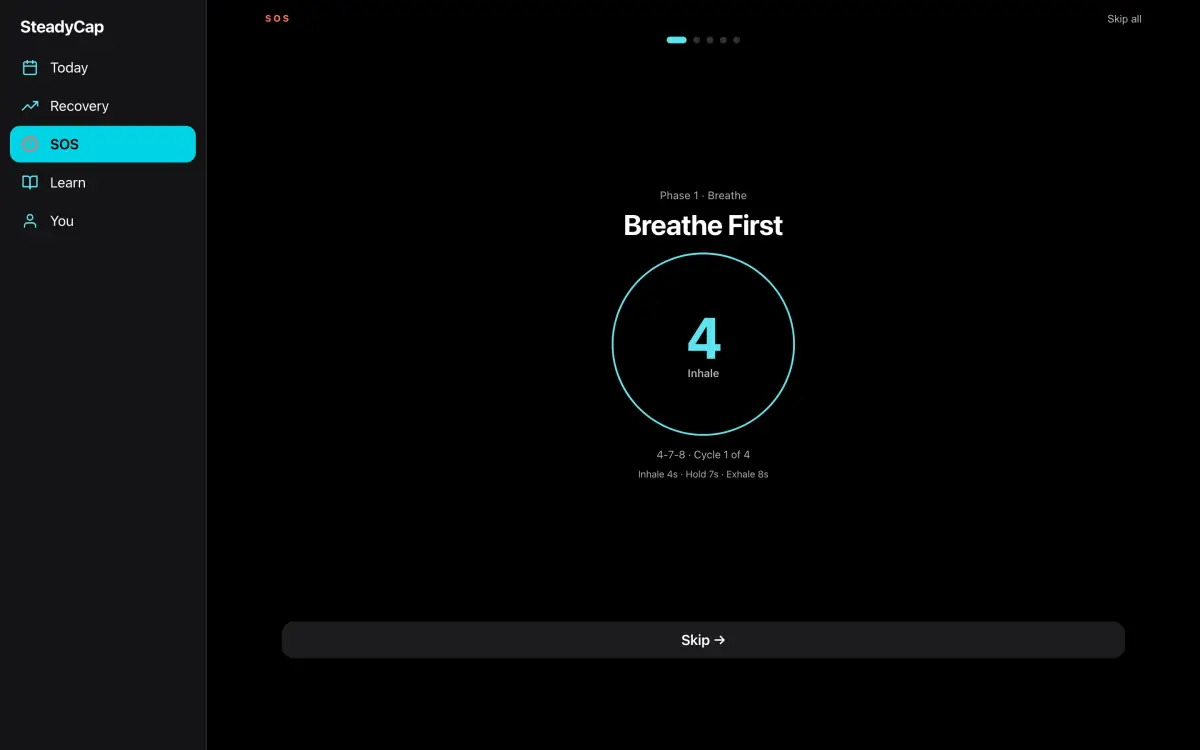 SteadyCap
Today
Recovery
SOS
Learn
You
SOS
Skip all
Phase 1 · Breathe
Breathe First
4
Inhale
4-7-8 · Cycle 1 of 4
Inhale 4s · Hold 7s · Exhale 8s
Skip →